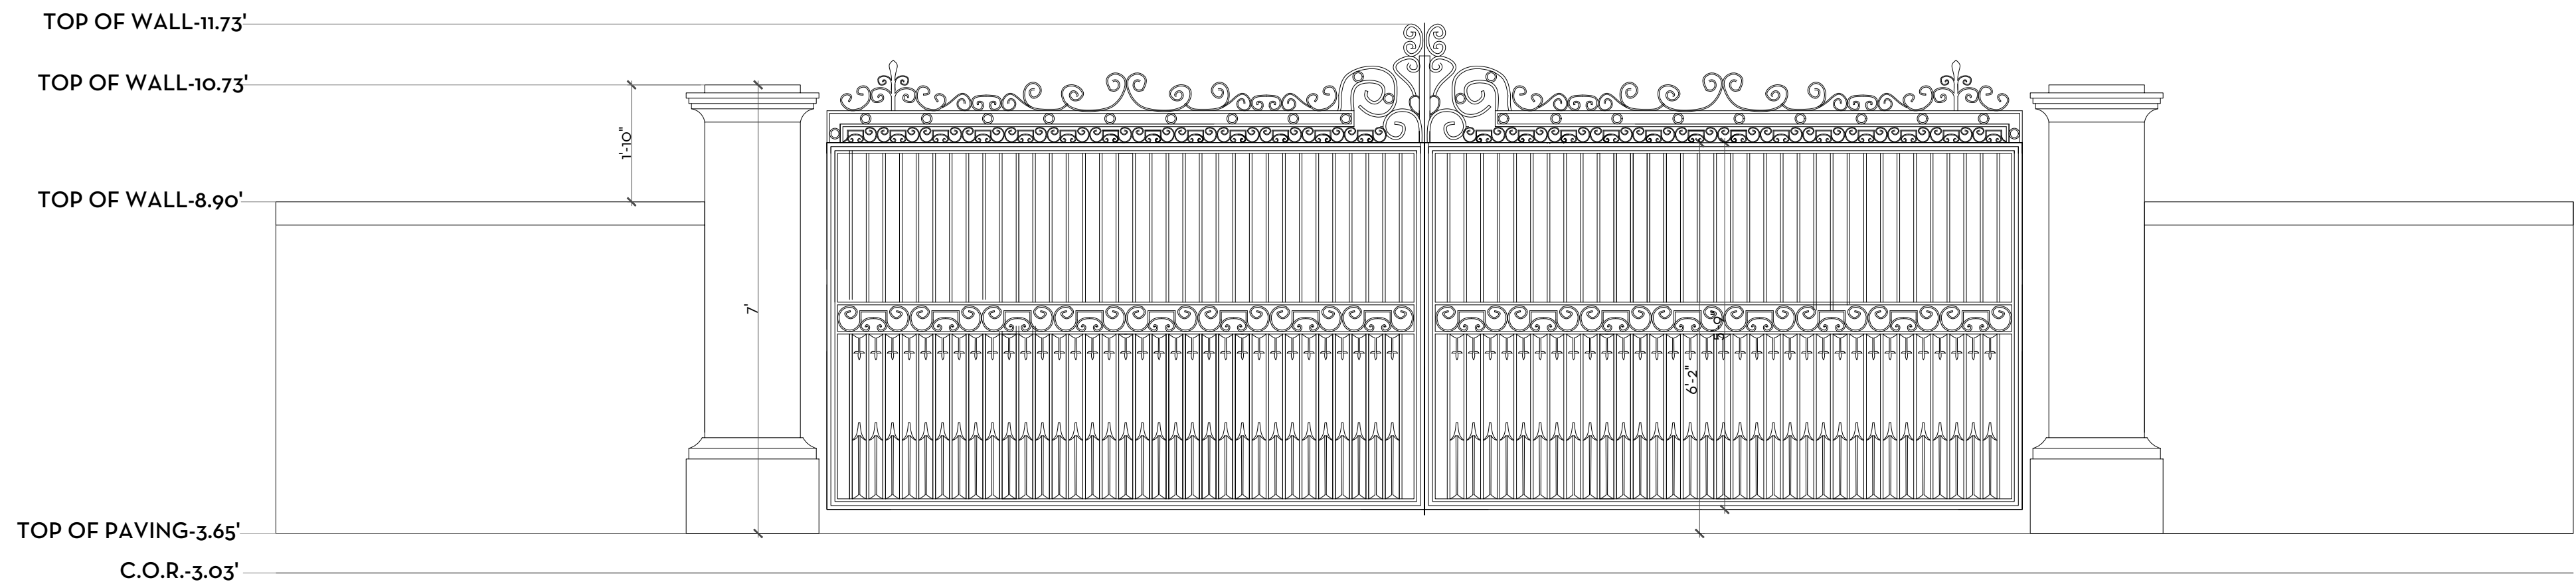 TOP OF WALL-11.73'
TOP OF WALL-10.73'
1'-10"
TOP OF WALL-8.90'
7'
6'-2"
TOP OF PAVING-3.65'
C.O.R.-3.03'